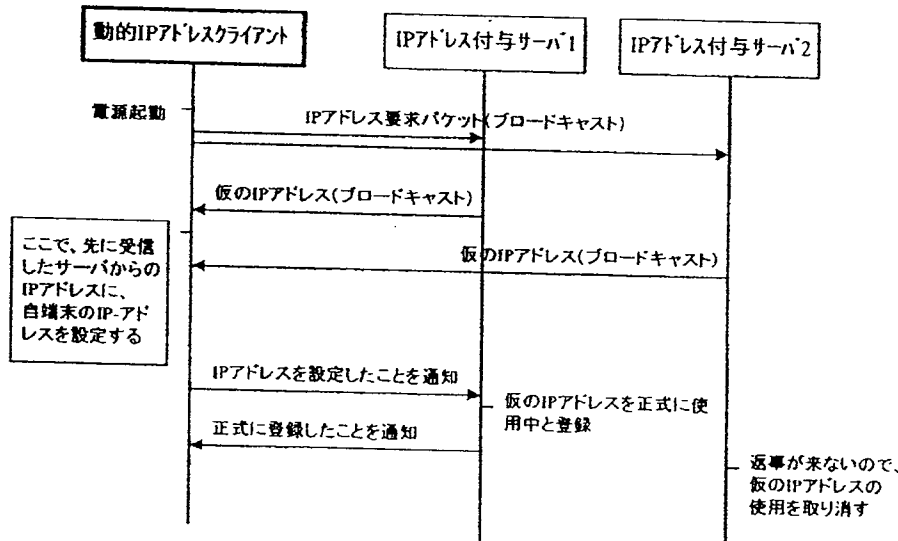 動的IPアドレスクライアント
IPアドレス付与サーバ1
IPアドレス付与サーバ2
電源起動
IPアドレス要求パケット(ブロードキャスト)
仮のIPアドレス(ブロードキャスト)
ここで、先に受信
したサーバからの
IPアドレスに、
自端末のIP-アド
レスを設定する
仮のIPアドレス(ブロードキャスト)
IPアドレスを設定したことを通知
仮のIPアドレスを正式に使
用中と登録
正式に登録したことを通知
返事が来ないので、
仮のIPアドレスの
使用を取り消す